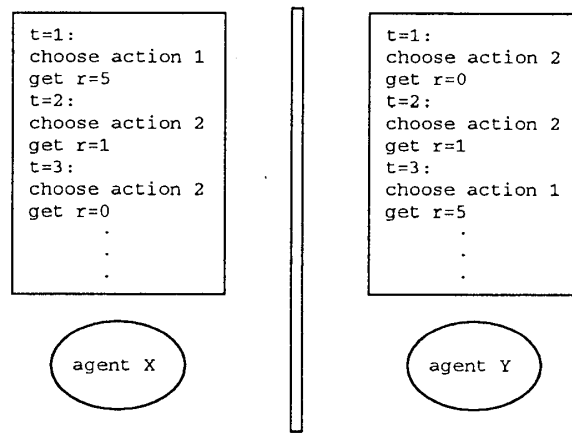 t=1:
choose action 1
get r=5
t=2:
choose action 2
get r=1
t=3:
choose action 2
get r=0
.
.
.
agent X
t=1:
choose action 2
get r=0
t=2:
choose action 2
get r=1
t=3:
choose action 1
get r=5
.
.
.
agent Y